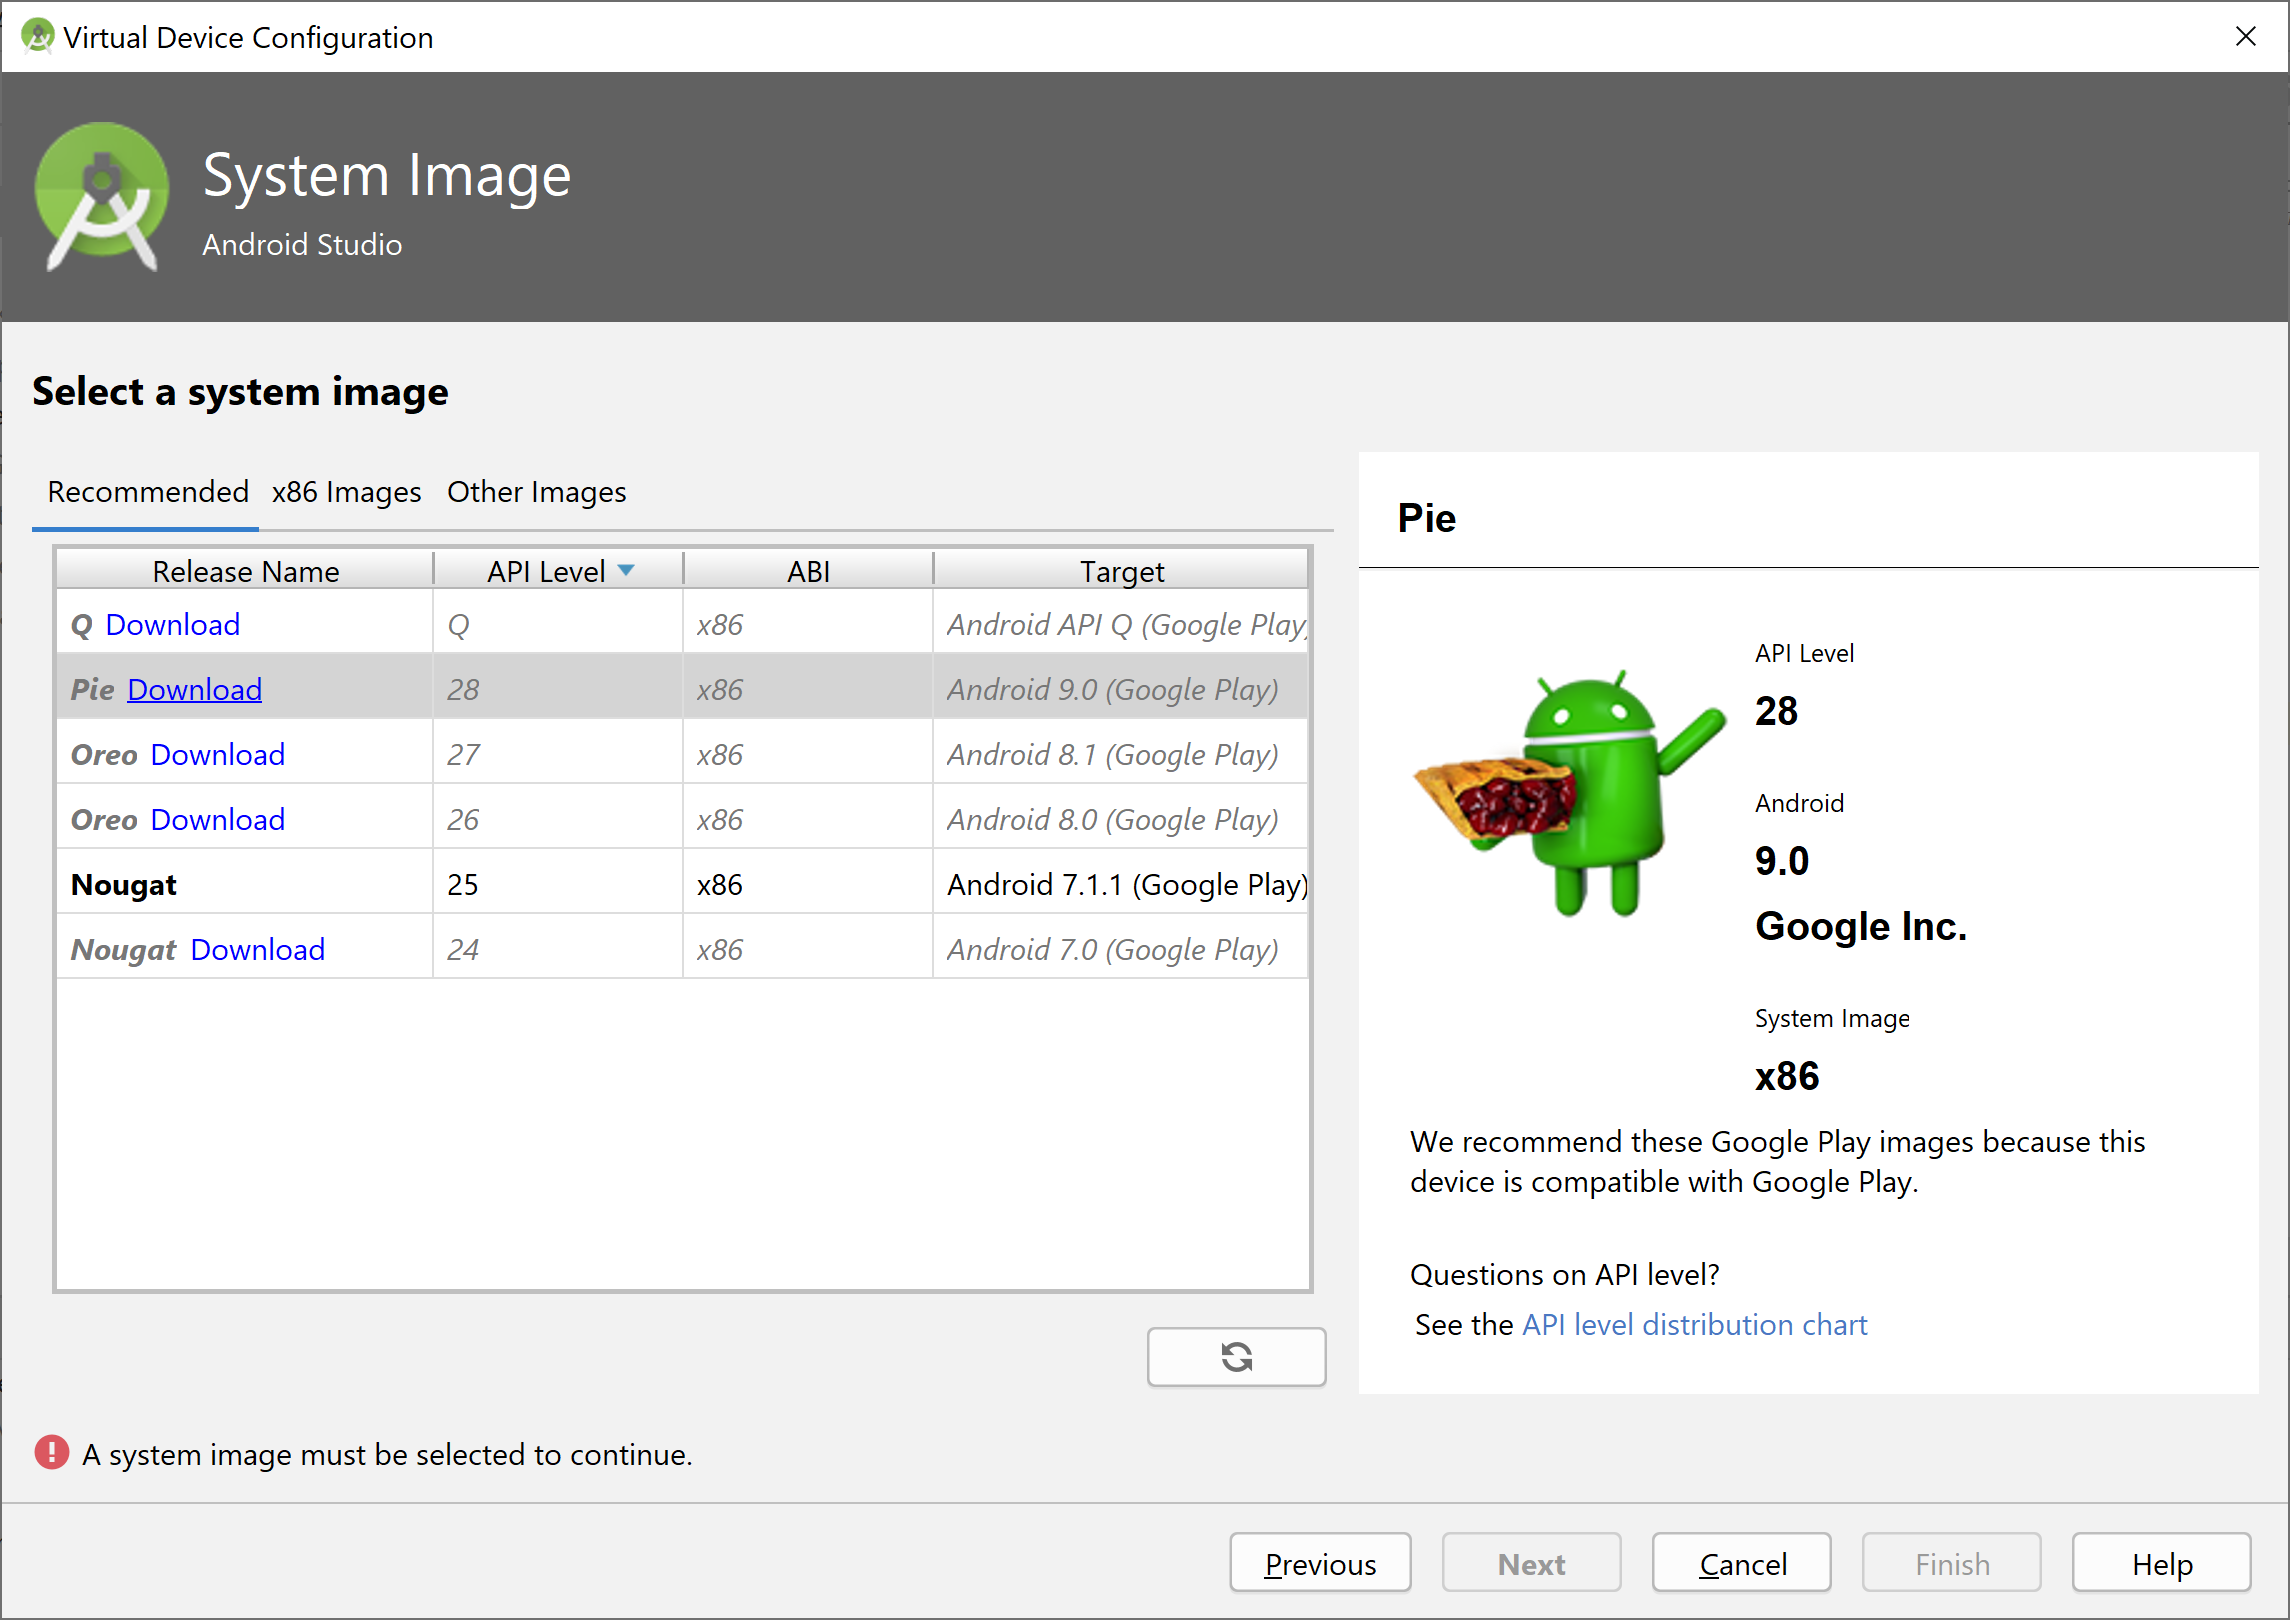 Virtual Device Configuration
System Image
Android Studio
Select a system image
Recommended x86 Images Other Images
Release Name API Level ABI Target
Q Download Q x86 Android API Q (Google Play)
Pie Download 28 x86 Android 9.0 (Google Play)
Oreo Download 27 x86 Android 8.1 (Google Play)
Oreo Download 26 x86 Android 8.0 (Google Play)
Nougat 25 x86 Android 7.1.1 (Google Play)
Nougat Download 24 x86 Android 7.0 (Google Play)
Pie
API Level
28
Android
9.0
Google Inc.
System Image
x86
We recommend these Google Play images because this
device is compatible with Google Play.
Questions on API level?
See the API level distribution chart
A system image must be selected to continue.
Previous Next Cancel Finish Help